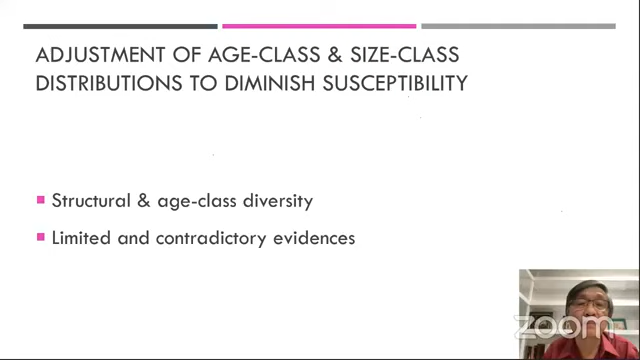 ADJUSTMENT OF AGE-CLASS & SIZE-CLASS
DISTRIBUTIONS TO DIMINISH SUSCEPTIBILITY
Structural & age-class diversity
Limited and contradictory evidences
zoom